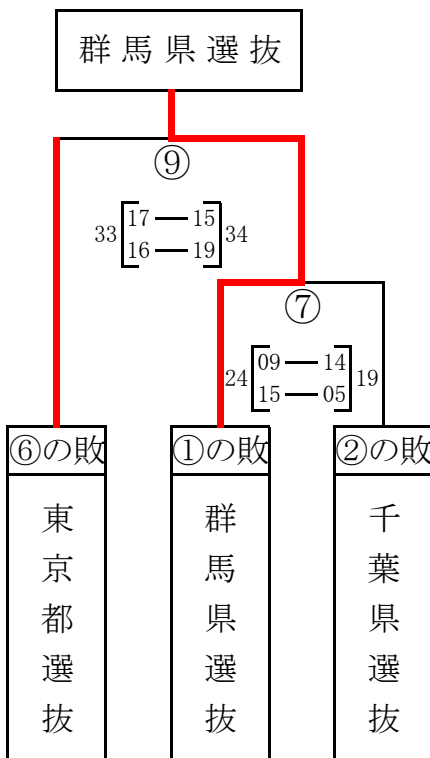 群馬県選抜
⑨
33 17 — 15 34
16 — 19
⑦
24 09 — 14 19
15 — 05
⑥の敗 ①の敗 ②の敗
東京都選抜
群馬県選抜
千葉県選抜